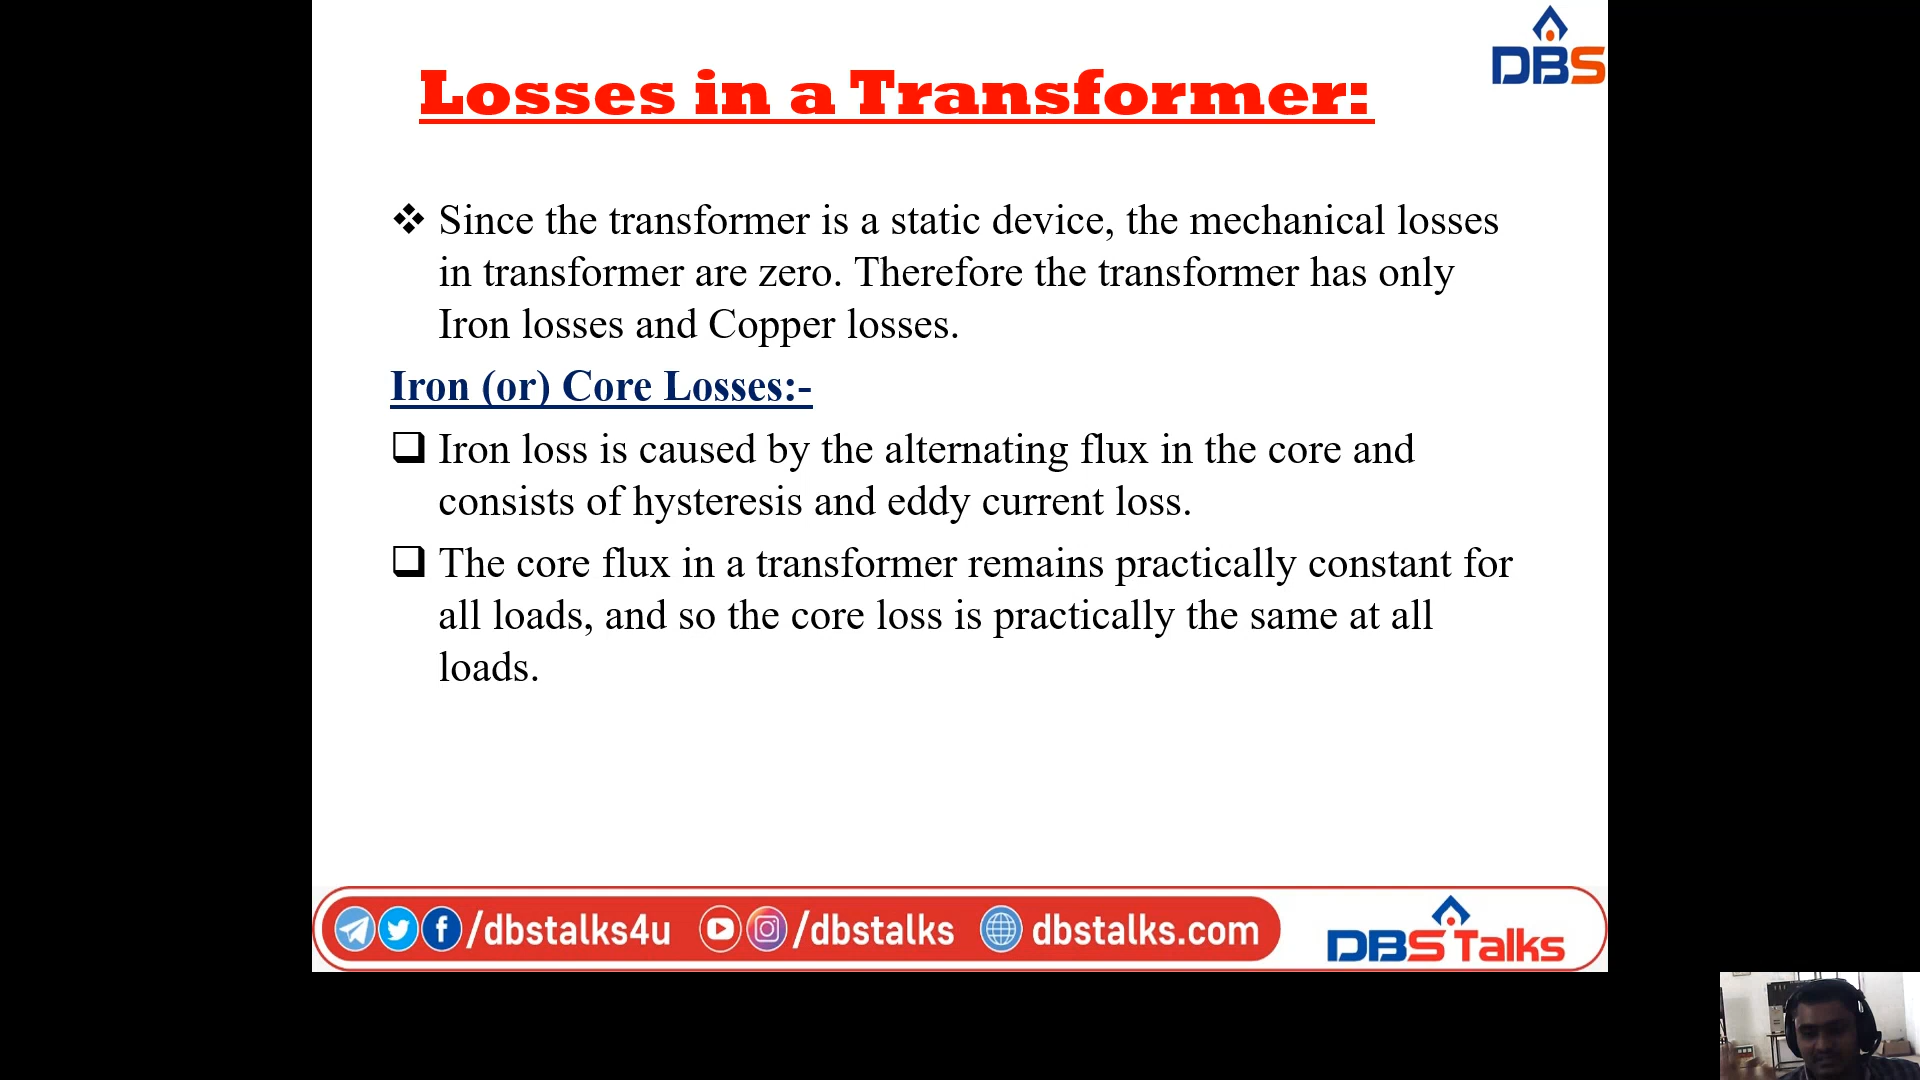 DBS
Losses in a Transformer:
Since the transformer is a static device, the mechanical losses
in transformer are zero. Therefore the transformer has only
Iron losses and Copper losses.
Iron (or) Core Losses:-
Iron loss is caused by the alternating flux in the core and
consists of hysteresis and eddy current loss.
The core flux in a transformer remains practically constant for
all loads, and so the core loss is practically the same at all
loads.
/dbstalks4u /dbstalks dbstalks.com DBS Talks